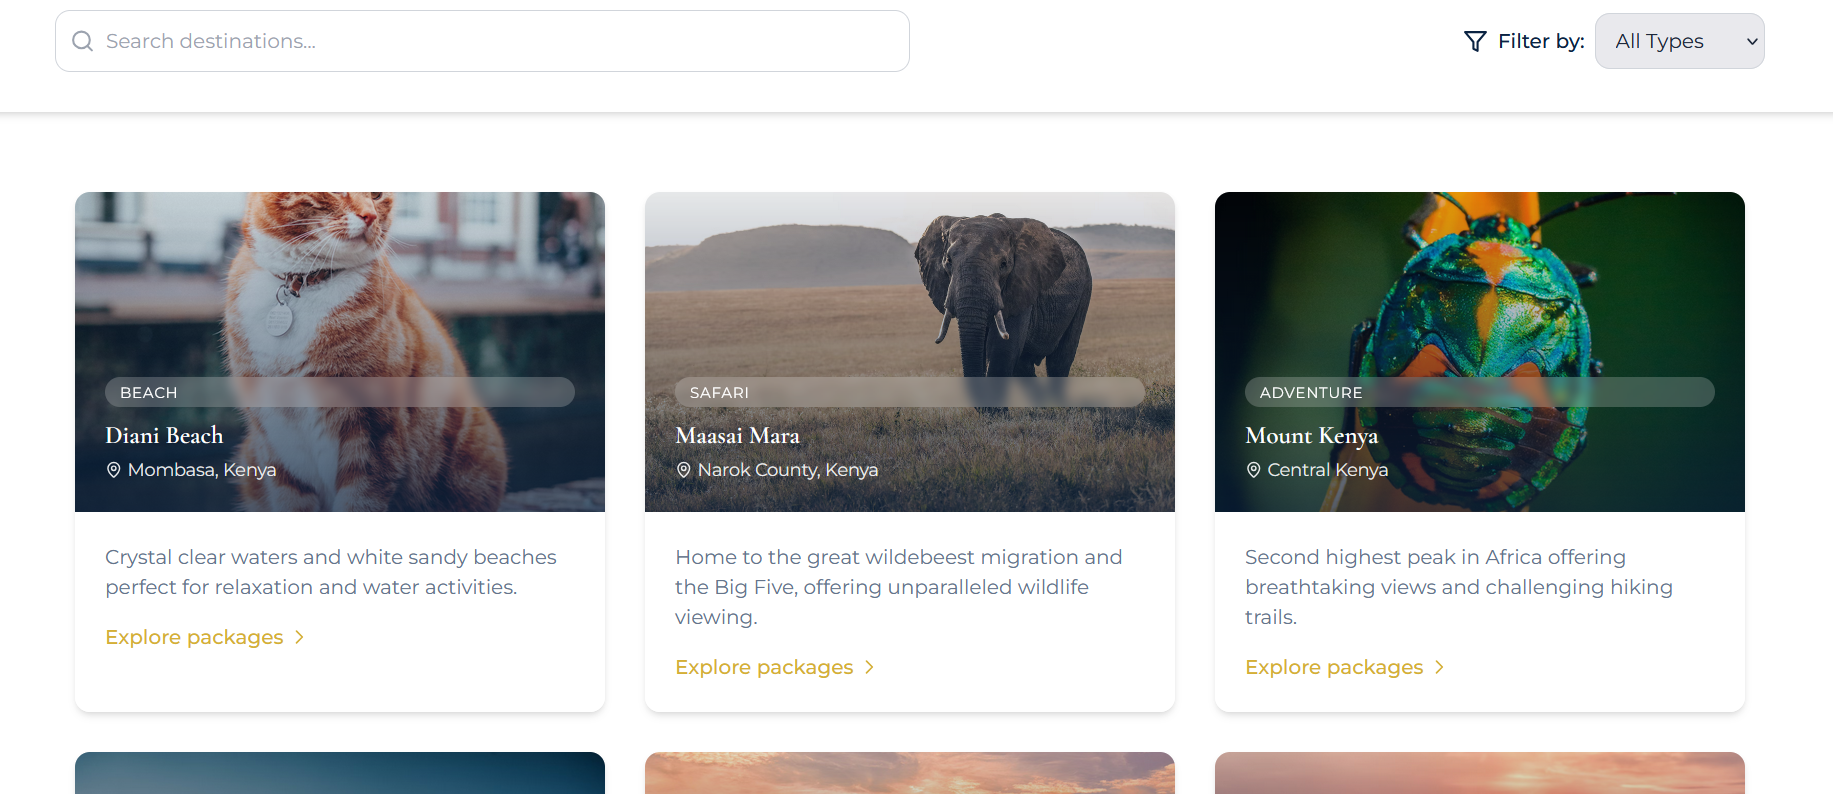 Search destinations...
Filter by:
All Types
BEACH
Diani Beach
Mombasa, Kenya
Crystal clear waters and white sandy beaches
perfect for relaxation and water activities.
Explore packages
SAFARI
Maasai Mara
Narok County, Kenya
Home to the great wildebeest migration and
the Big Five, offering unparalleled wildlife
viewing.
Explore packages
ADVENTURE
Mount Kenya
Central Kenya
Second highest peak in Africa offering
breathtaking views and challenging hiking
trails.
Explore packages